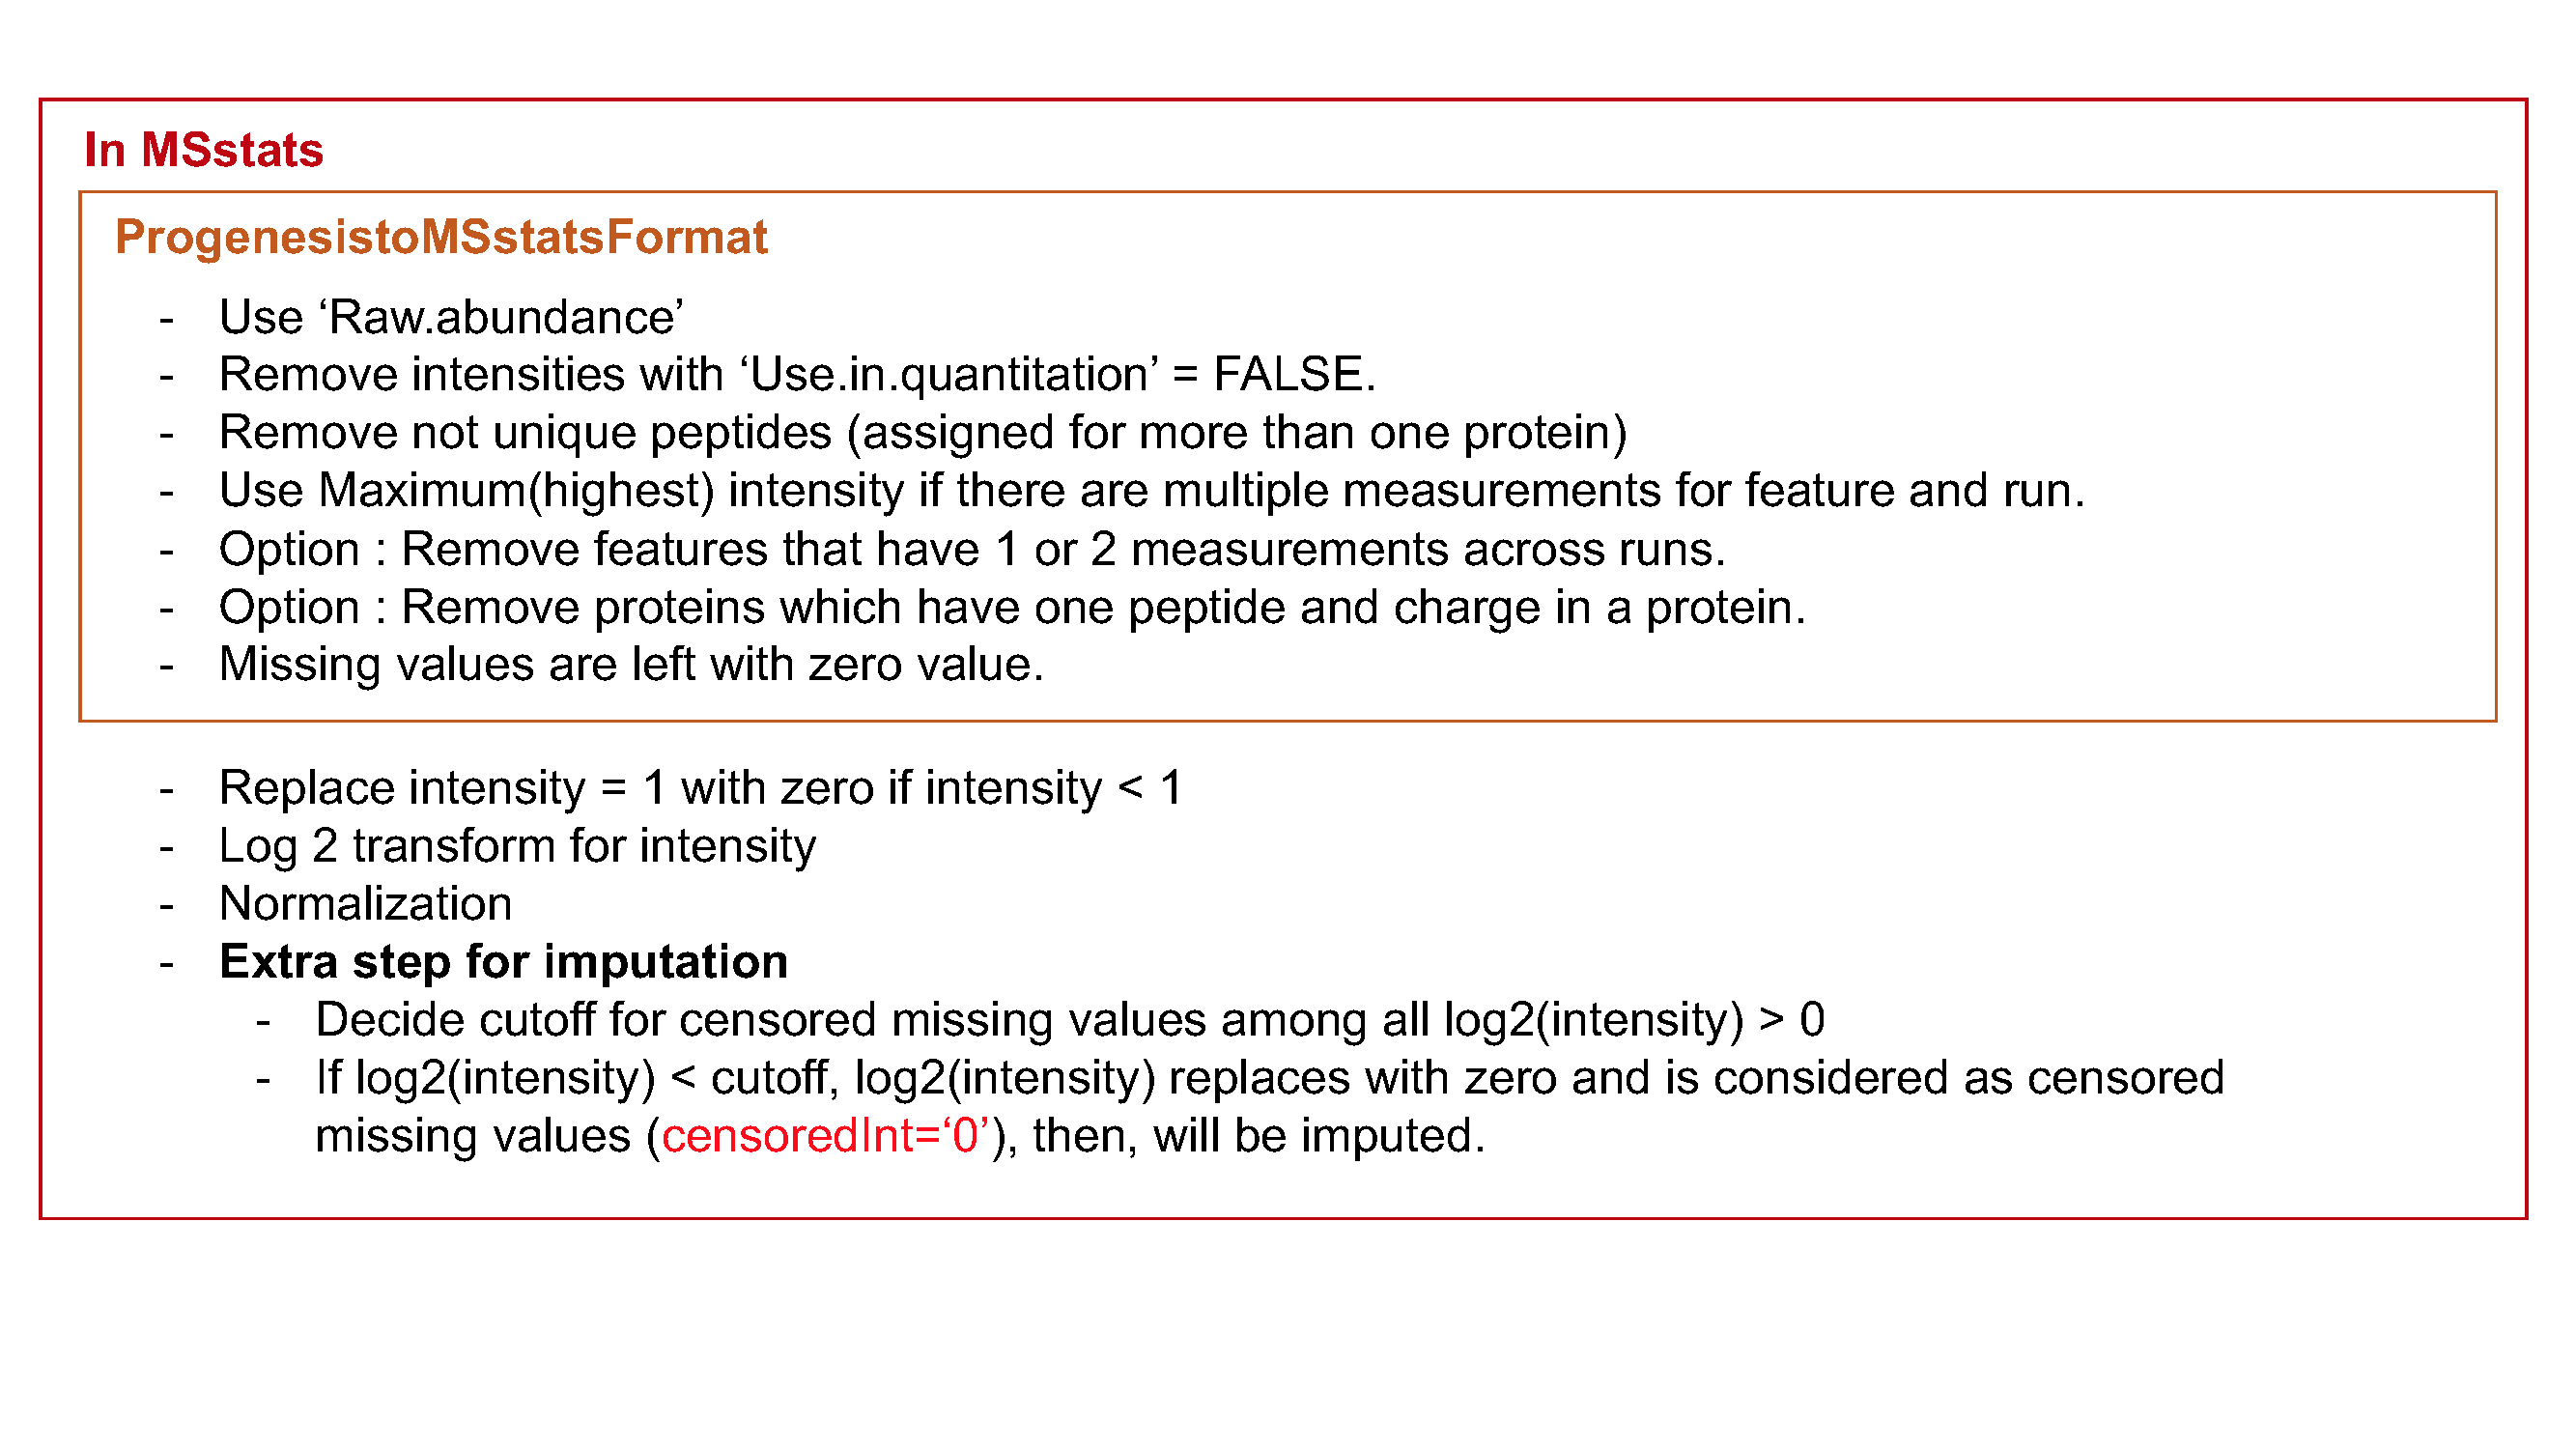 In MSstats
ProgenesistoMSstatsFormat
- Use ‘Raw.abundance’
- Remove intensities with ‘Use.in.quantitation’ = FALSE.
- Remove not unique peptides (assigned for more than one protein)
- Use Maximum(highest) intensity if there are multiple measurements for feature and run.
- Option : Remove features that have 1 or 2 measurements across runs.
- Option : Remove proteins which have one peptide and charge in a protein.
- Missing values are left with zero value.
- Replace intensity = 1 with zero if intensity < 1
- Log 2 transform for intensity
- Normalization
- Extra step for imputation
- Decide cutoff for censored missing values among all log2(intensity) > 0
- If log2(intensity) < cutoff, log2(intensity) replaces with zero and is considered as censored
missing values (censoredInt=‘0’), then, will be imputed.